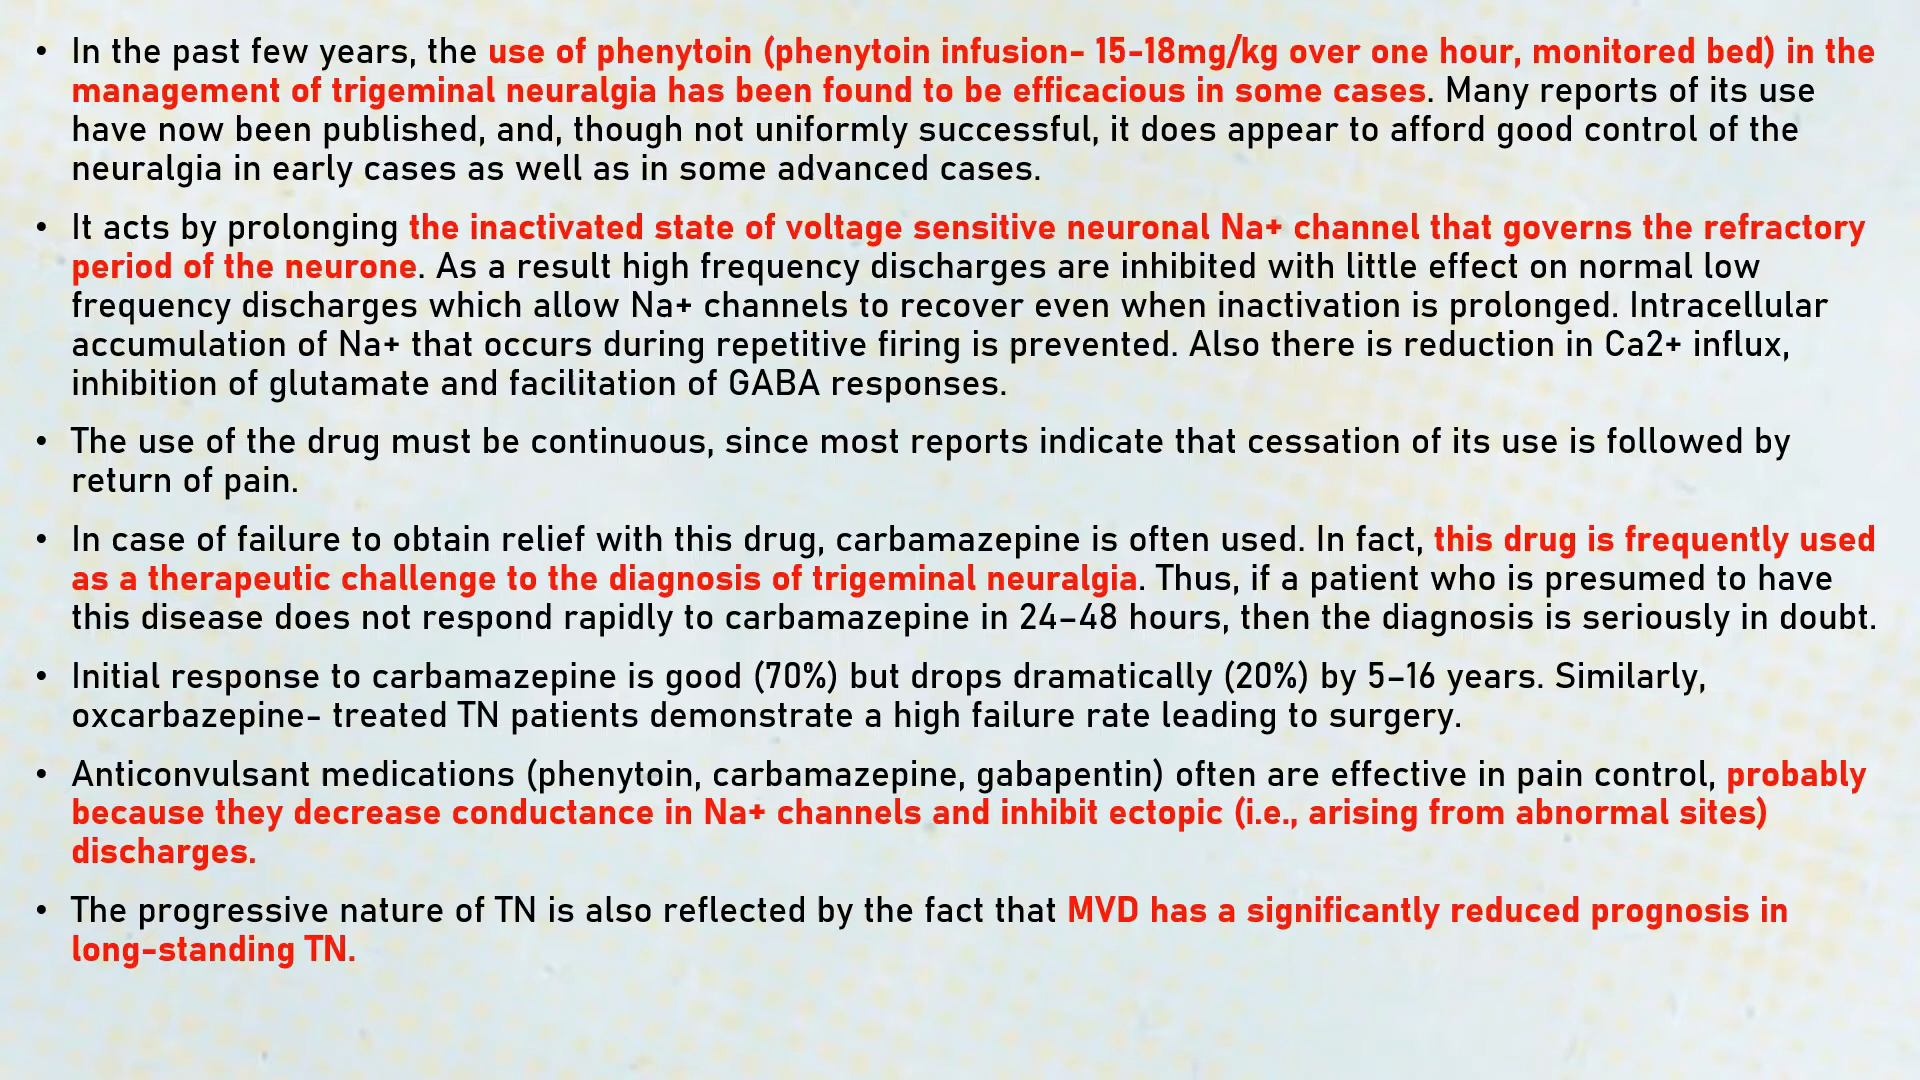 • In the past few years, the use of phenytoin (phenytoin infusion- 15-18mg/kg over one hour, monitored bed) in the
management of trigeminal neuralgia has been found to be efficacious in some cases. Many reports of its use
have now been published, and, though not uniformly successful, it does appear to afford good control of the
neuralgia in early cases as well as in some advanced cases.
• It acts by prolonging the inactivated state of voltage sensitive neuronal Na+ channel that governs the refractory
period of the neurone. As a result high frequency discharges are inhibited with little effect on normal low
frequency discharges which allow Na+ channels to recover even when inactivation is prolonged. Intracellular
accumulation of Na+ that occurs during repetitive firing is prevented. Also there is reduction in Ca2+ influx,
inhibition of glutamate and facilitation of GABA responses.
• The use of the drug must be continuous, since most reports indicate that cessation of its use is followed by
return of pain.
• In case of failure to obtain relief with this drug, carbamazepine is often used. In fact, this drug is frequently used
as a therapeutic challenge to the diagnosis of trigeminal neuralgia. Thus, if a patient who is presumed to have
this disease does not respond rapidly to carbamazepine in 24–48 hours, then the diagnosis is seriously in doubt.
• Initial response to carbamazepine is good (70%) but drops dramatically (20%) by 5–16 years. Similarly,
oxcarbazepine- treated TN patients demonstrate a high failure rate leading to surgery.
• Anticonvulsant medications (phenytoin, carbamazepine, gabapentin) often are effective in pain control, probably
because they decrease conductance in Na+ channels and inhibit ectopic (i.e., arising from abnormal sites)
discharges.
• The progressive nature of TN is also reflected by the fact that MVD has a significantly reduced prognosis in
long-standing TN.